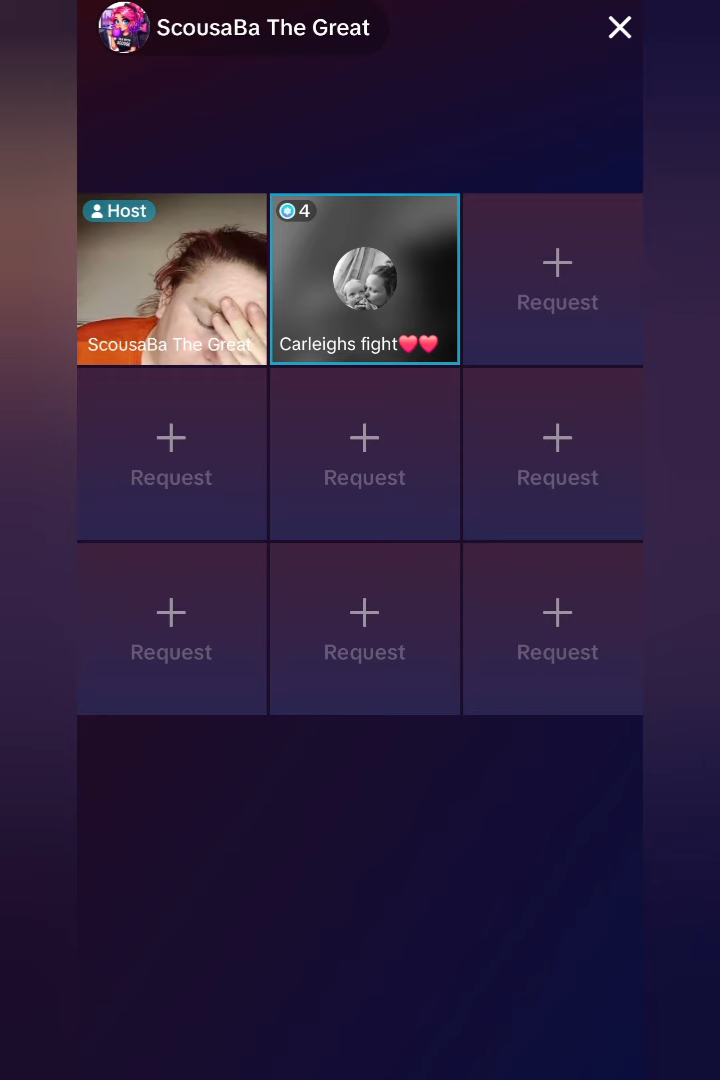 ScousaBa The Great
Host
ScousaBa The Great
4
Carleighs fight❤️❤️
Request
Request
Request
Request
Request
Request
Request